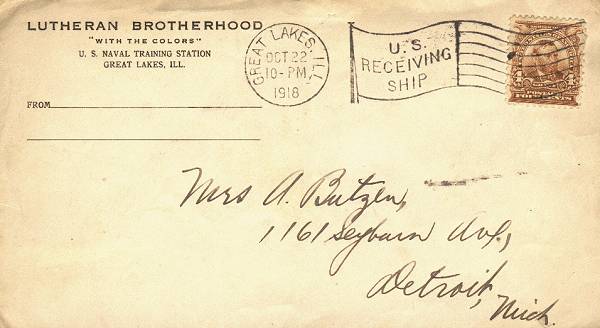 LUTHERAN BROTHERHOOD
"WITH THE COLORS"
U. S. NAVAL TRAINING STATION
GREAT LAKES, ILL.
FROM
GREAT LAKES, ILL.
OCT 22
10-PM
1918
U.S.
RECEIVING
SHIP
Mrs A. Butzen,
1161 Seyburn Ave.,
Detroit,
Mich.